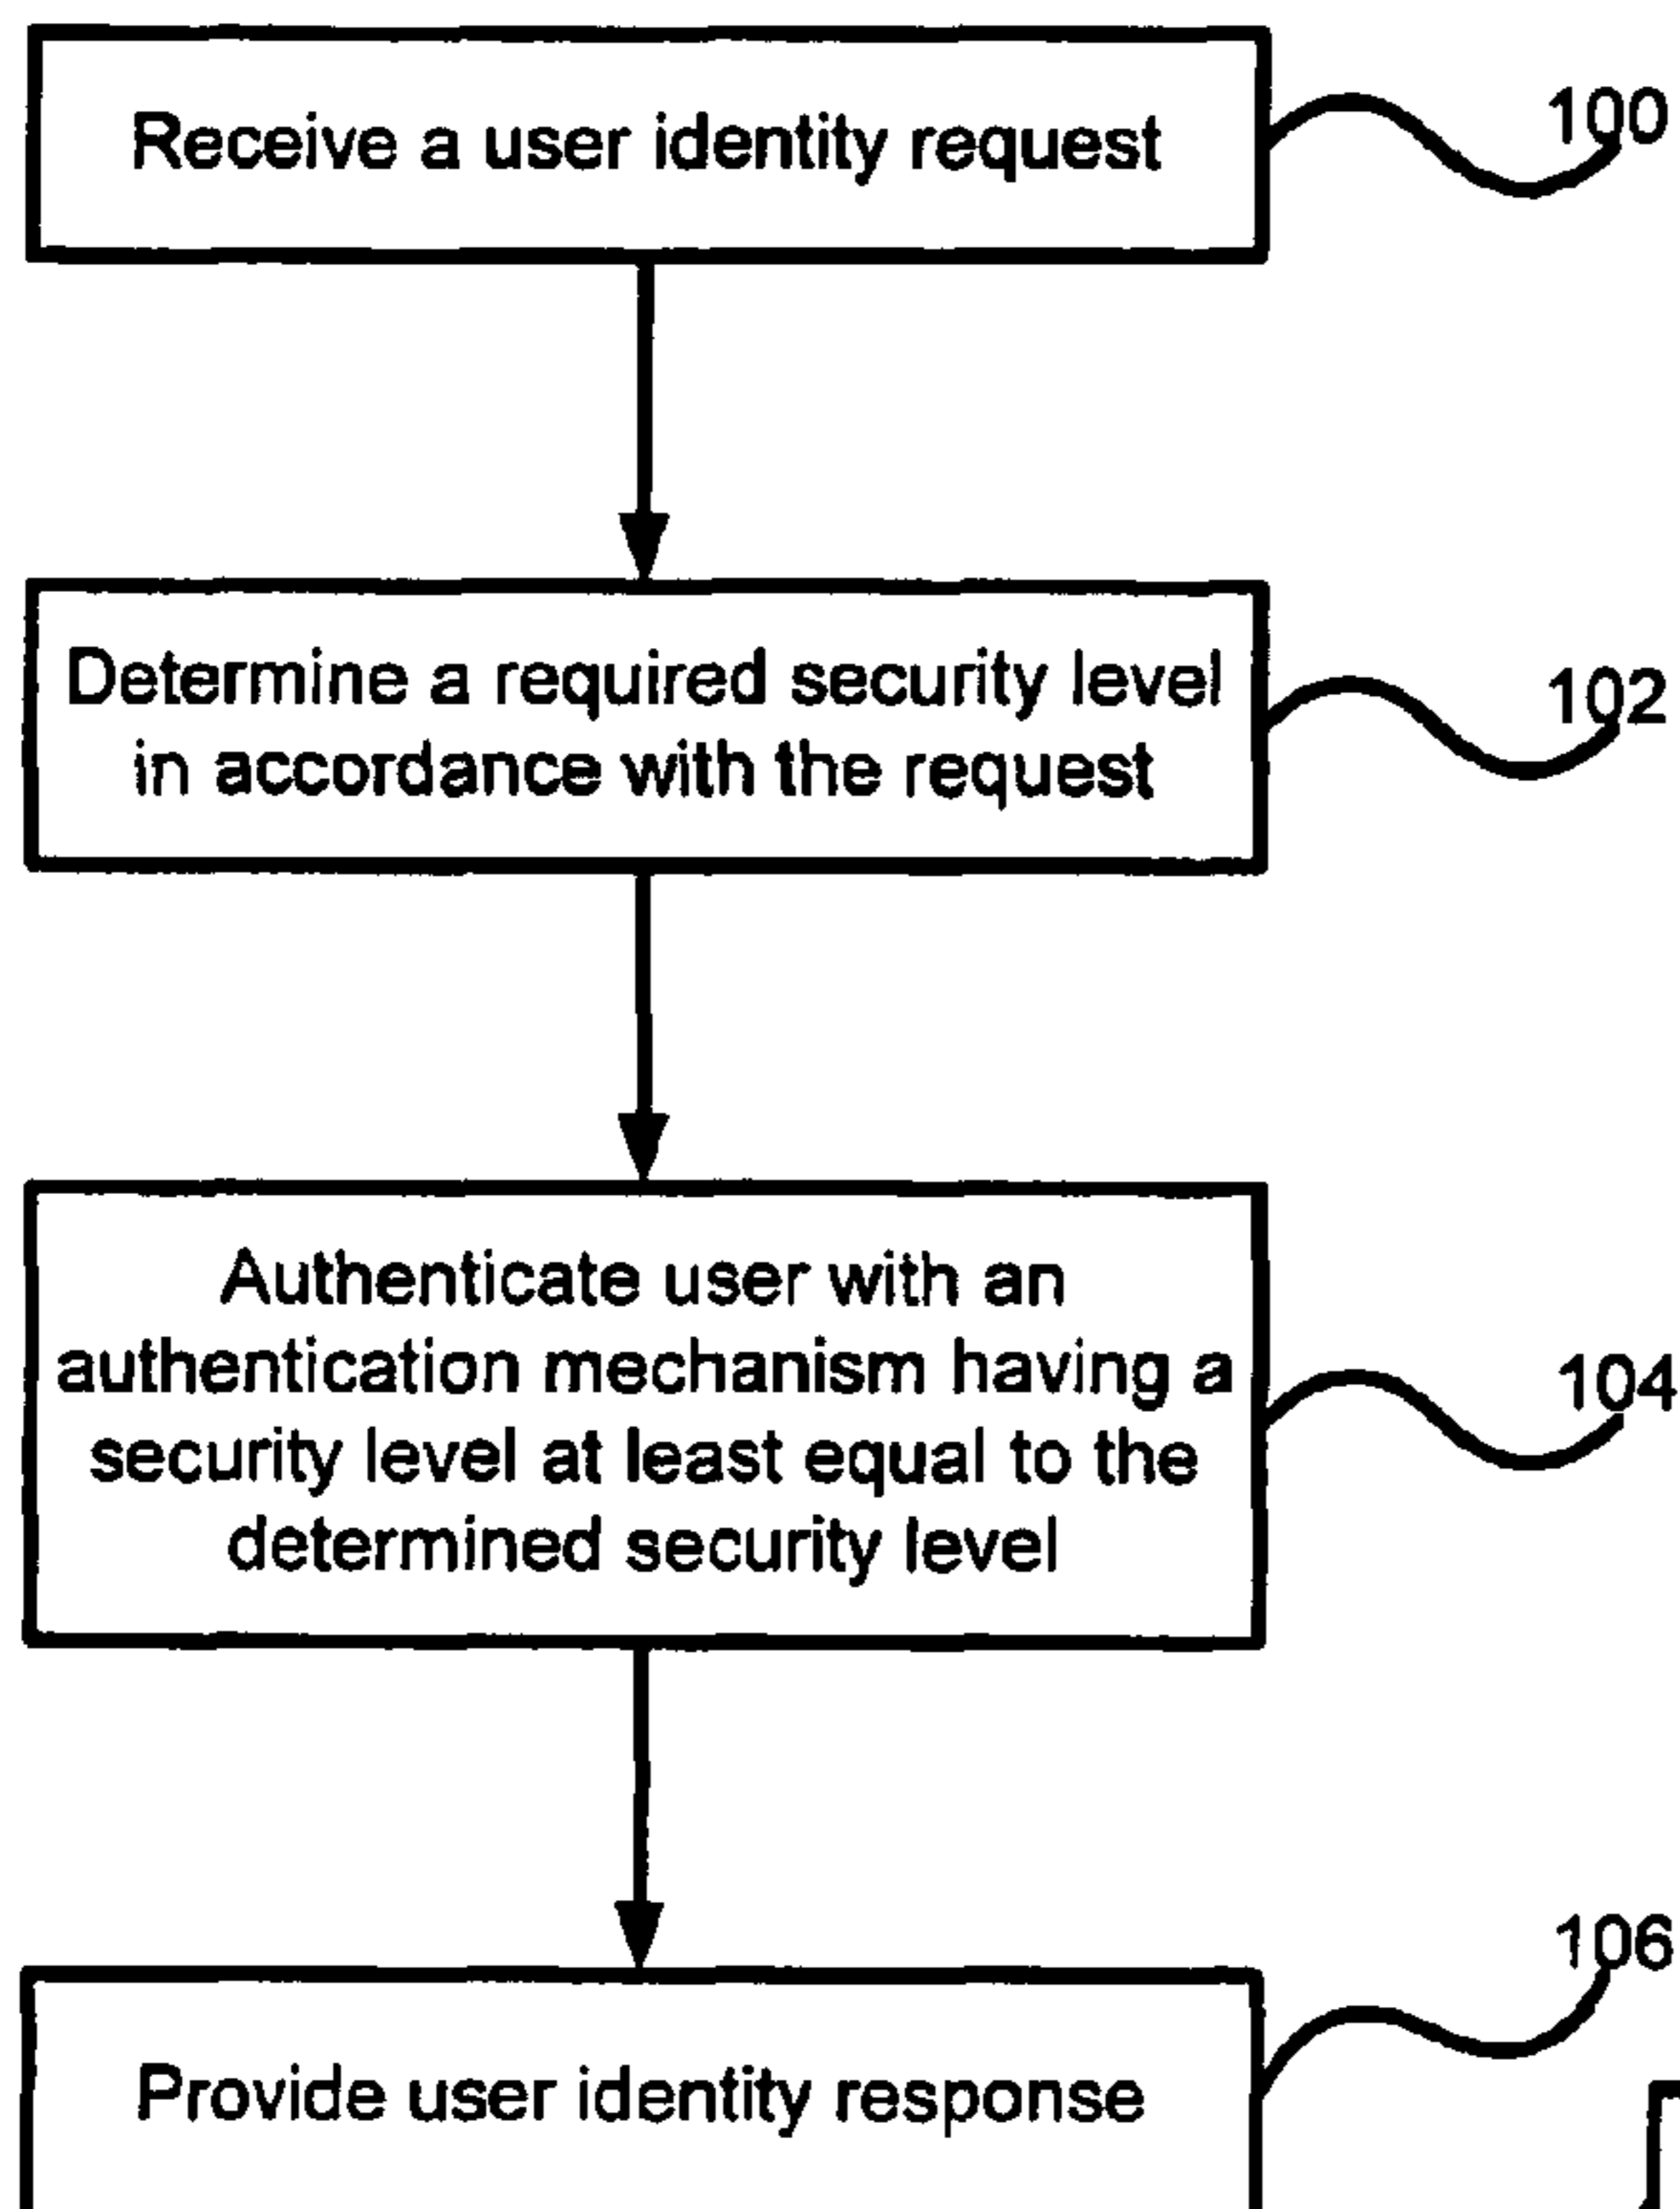 Receive a user identity request
100
Determine a required security level
in accordance with the request
102
Authenticate user with an
authentication mechanism having a
security level at least equal to the
determined security level
104
106
Provide user identity response